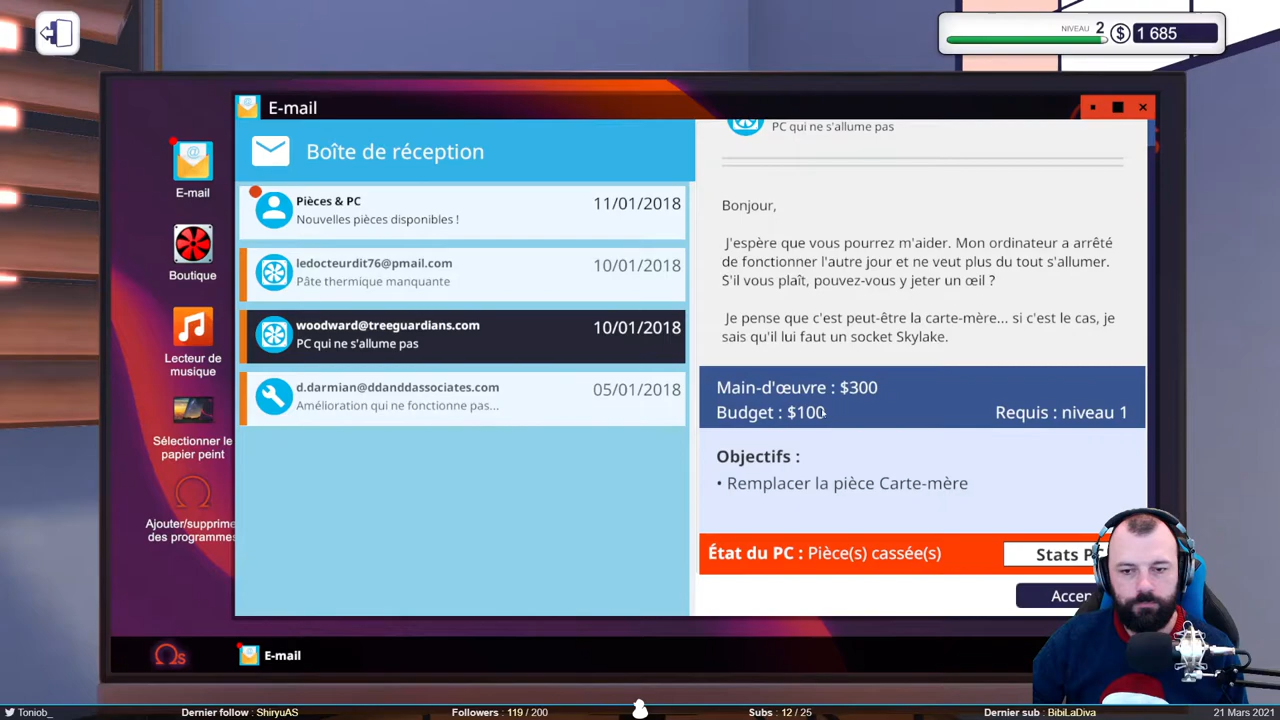 NIVEAU 2
$ 1 685
E-mail
Boîte de réception
PC qui ne s'allume pas
Pièces & PC
11/01/2018
Nouvelles pièces disponibles !
ledocteurdit76@pmail.com
10/01/2018
Pâte thermique manquante
woodward@treeguardians.com
10/01/2018
PC qui ne s'allume pas
d.darmian@ddanddassociates.com
05/01/2018
Amélioration qui ne fonctionne pas...
E-mail
Boutique
Lecteur de
musique
Sélectionner le
papier peint
Ajouter/supprime
des programmes
Bonjour,
J'espère que vous pourrez m'aider. Mon ordinateur a arrêté
de fonctionner l'autre jour et ne veut plus du tout s'allumer.
S'il vous plaît, pouvez-vous y jeter un œil ?
Je pense que c'est peut-être la carte-mère... si c'est le cas, je
sais qu'il lui faut un socket Skylake.
Main-d'œuvre : $300
Budget : $100
Requis : niveau 1
Objectifs :
• Remplacer la pièce Carte-mère
État du PC : Pièce(s) cassée(s)
Stats PC
Accep
Ωs
E-mail
Toniob_
Dernier follow : ShiryuAS
Followers : 119 / 200
Subs : 12 / 25
Dernier sub : BibiLaDiva
21 Mars 2021